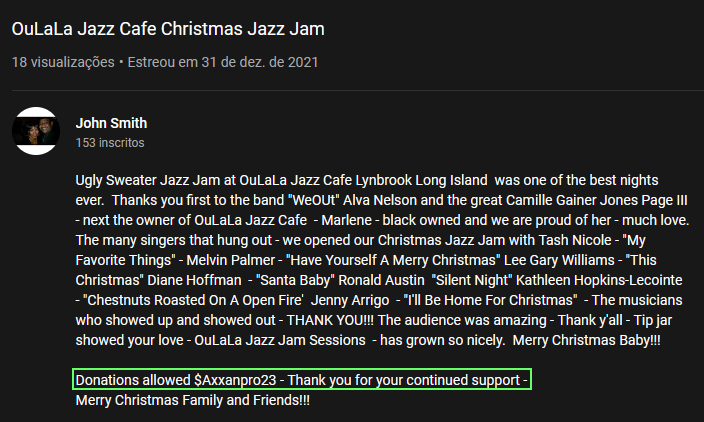 OuLaLa Jazz Cafe Christmas Jazz Jam
18 visualizações • Estreou em 31 de dez. de 2021
John Smith
153 inscritos
Ugly Sweater Jazz Jam at OuLaLa Jazz Cafe Lynbrook Long Island  was one of the best nights
ever.  Thanks you first to the band "WeOUt" Alva Nelson and the great Camille Gainer Jones Page III
- next the owner of OuLaLa Jazz Cafe  - Marlene - black owned and we are proud of her - much love.
The many singers that hung out - we opened our Christmas Jazz Jam with Tash Nicole - "My
Favorite Things" - Melvin Palmer - "Have Yourself A Merry Christmas" Lee Gary Williams - "This
Christmas" Diane Hoffman  - "Santa Baby" Ronald Austin  "Silent Night" Kathleen Hopkins-Lecointe
- "Chestnuts Roasted On A Open Fire'  Jenny Arrigo  - "I'll Be Home For Christmas"  - The musicians
who showed up and showed out - THANK YOU!!! The audience was amazing - Thank y'all - Tip jar
showed your love - OuLaLa Jazz Jam Sessions  - has grown so nicely.  Merry Christmas Baby!!!
Donations allowed $Axxanpro23 - Thank you for your continued support -
Merry Christmas Family and Friends!!!